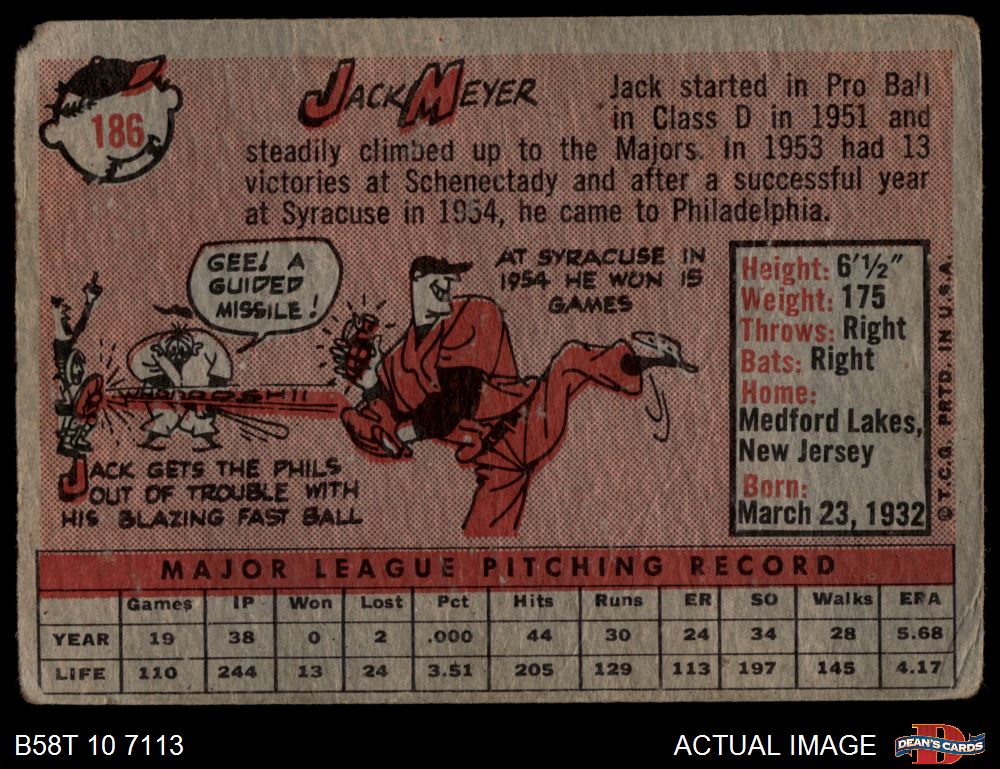 186
JACK MEYER
Jack started in Pro Ball
in Class D in 1951 and
steadily climbed up to the Majors. In 1953 had 13
victories at Schenectady and after a successful year
at Syracuse in 1954, he came to Philadelphia.
GEE! A
GUIDED
MISSILE!
AT SYRACUSE IN
1954 HE WON 15
GAMES
WOOOOOSH!!
JACK GETS THE PHILS
OUT OF TROUBLE WITH
HIS BLAZING FAST BALL
Height: 6'½"
Weight: 175
Throws: Right
Bats: Right
Home:
Medford Lakes,
New Jersey
Born:
March 23, 1932
© T.C.G. PRTD. IN U.S.A.
MAJOR LEAGUE PITCHING RECORD
Games IP Won Lost Pct Hits Runs ER SO Walks ERA
YEAR 19 38 0 2 .000 44 30 24 34 28 5.68
LIFE 110 244 13 24 3.51 205 129 113 197 145 4.17
B58T 10 7113
ACTUAL IMAGE
D
DEAN'S CARDS